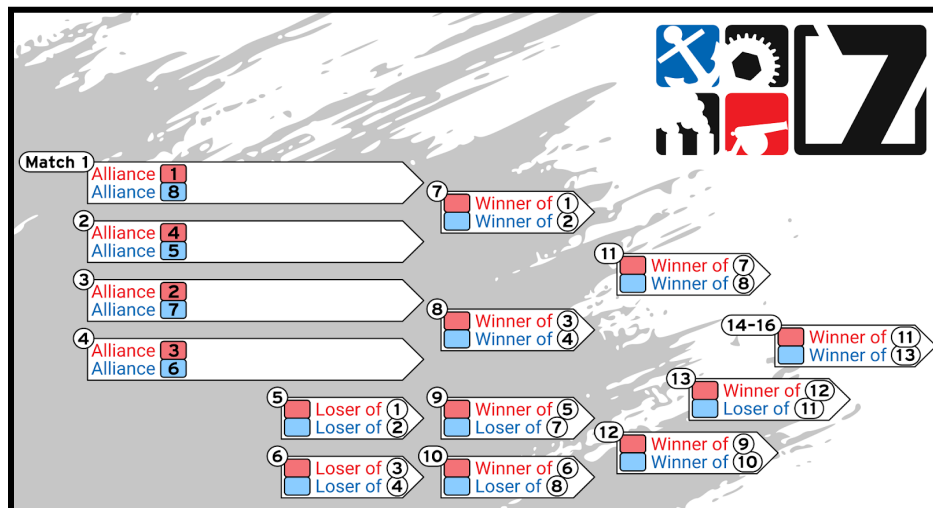 Match 1
Alliance 1
Alliance 8
2
Alliance 4
Alliance 5
3
Alliance 2
Alliance 7
4
Alliance 3
Alliance 6
5
Loser of 1
Loser of 2
6
Loser of 3
Loser of 4
7
Winner of 1
Winner of 2
8
Winner of 3
Winner of 4
9
Winner of 5
Loser of 7
10
Winner of 6
Loser of 8
11
Winner of 7
Winner of 8
12
Winner of 9
Winner of 10
13
Winner of 12
Loser of 11
14-16
Winner of 11
Winner of 13
7